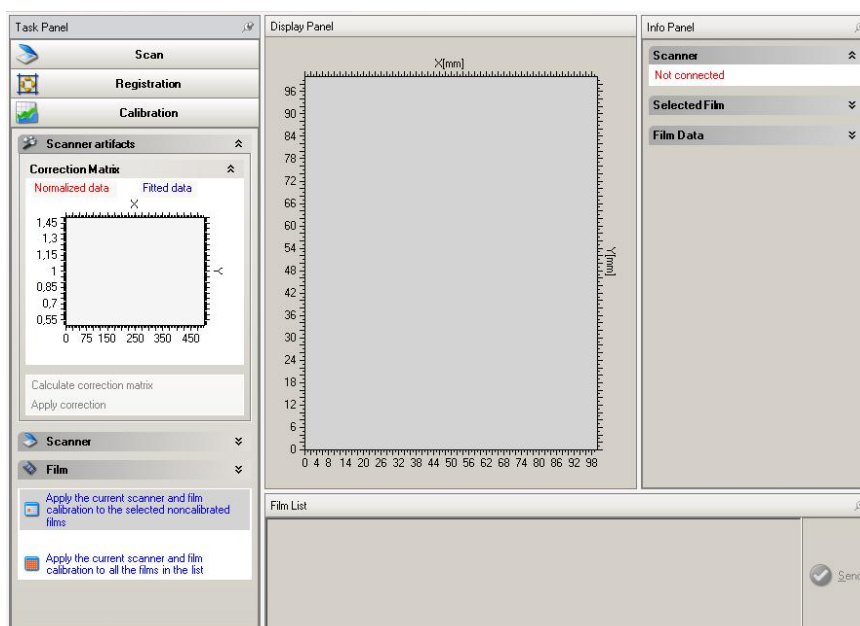 Task Panel
Scan
Registration
Calibration
Scanner artifacts
Correction Matrix
Normalized data Fitted data
X
1,45
1,3
1,15
1
0,85
0,7
0,55
Y
0 75 150 250 350 450
Calculate correction matrix
Apply correction
Scanner
Film
Apply the current scanner and film
calibration to the selected noncalibrated
films
Apply the current scanner and film
calibration to all the films in the list
Display Panel
X[mm]
96
90
84
78
72
66
60
54
48
42
36
30
24
18
12
6
0
Y[mm]
0 4 8 14 20 26 32 38 44 50 56 62 68 74 80 86 92 98
Info Panel
Scanner
Not connected
Selected Film
Film Data
Film List
Send